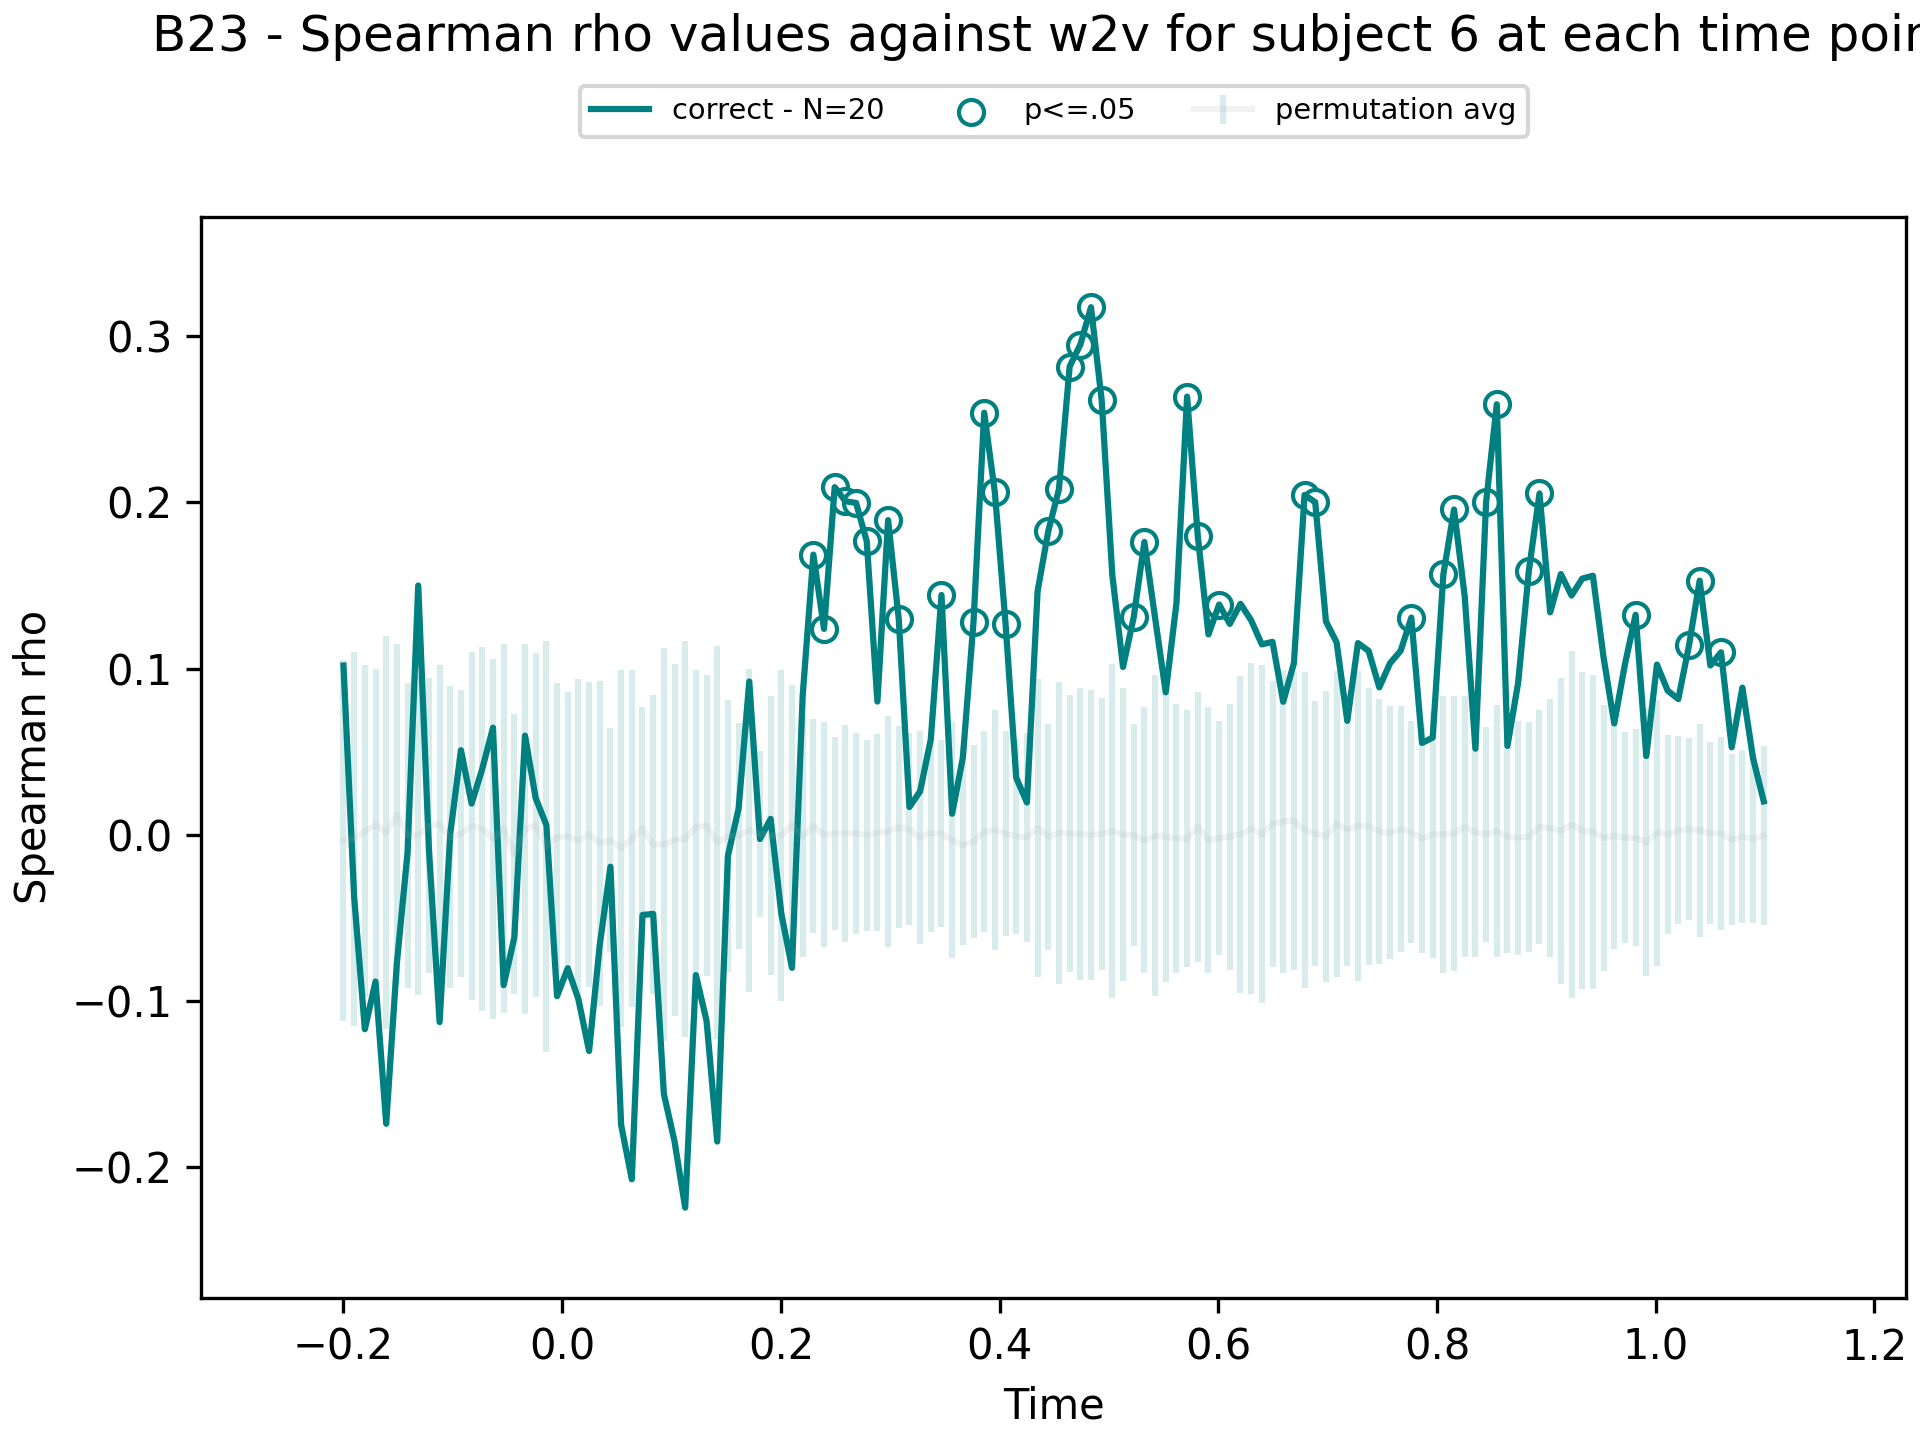 B23 - Spearman rho values against w2v for subject 6 at each time poin
correct - N=20 p<=.05 permutation avg
Spearman rho
0.3
0.2
0.1
0.0
−0.1
−0.2
−0.2 0.0 0.2 0.4 0.6 0.8 1.0 1.2
Time